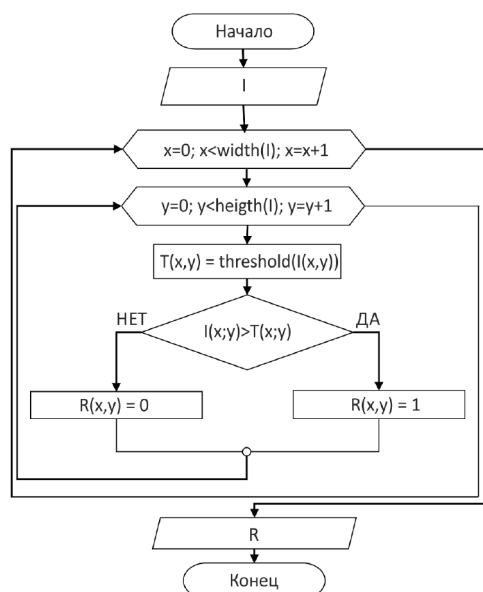 Начало
I
x=0; x<width(I); x=x+1
y=0; y<heigth(I); y=y+1
T(x,y) = threshold(I(x,y))
НЕТ
I(x;y)>T(x;y)
ДА
R(x,y) = 0
R(x,y) = 1
R
Конец